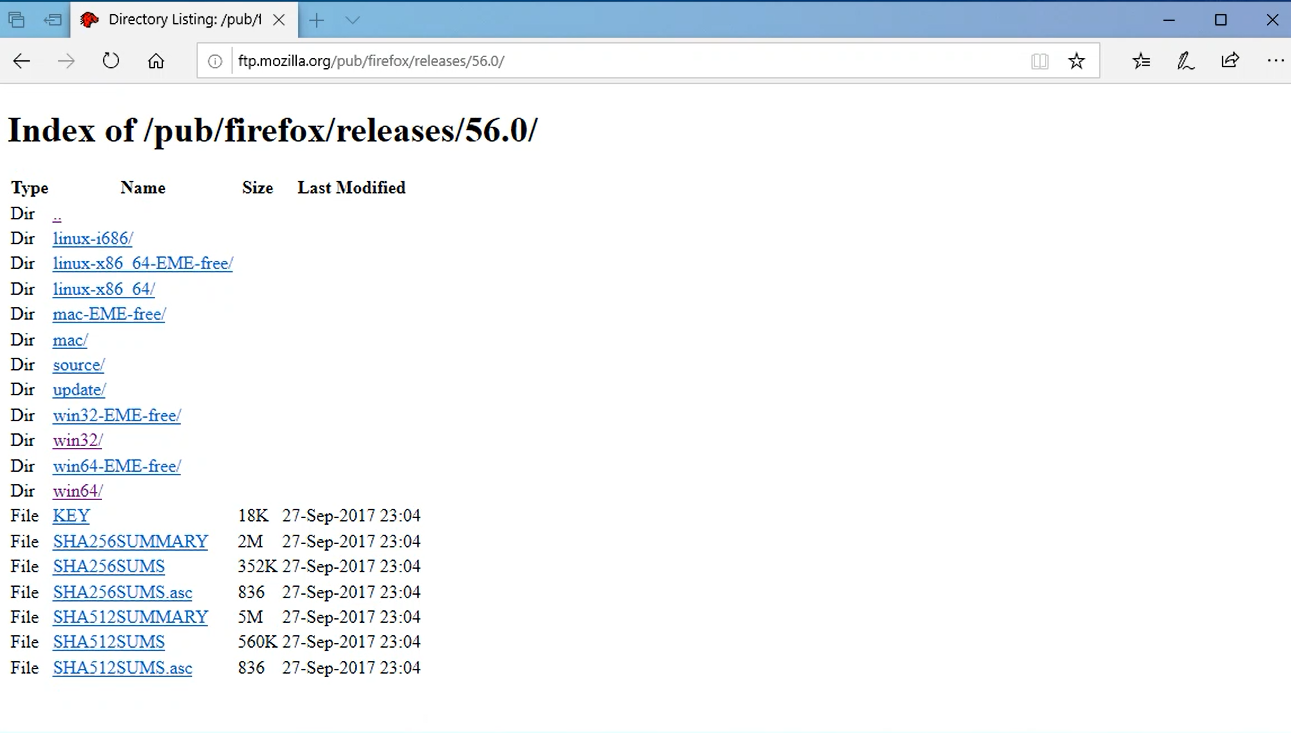 Directory Listing: /pub/f
ftp.mozilla.org/pub/firefox/releases/56.0/
Index of /pub/firefox/releases/56.0/
Type Name Size Last Modified
Dir ..
Dir linux-i686/
Dir linux-x86_64-EME-free/
Dir linux-x86_64/
Dir mac-EME-free/
Dir mac/
Dir source/
Dir update/
Dir win32-EME-free/
Dir win32/
Dir win64-EME-free/
Dir win64/
File KEY 18K 27-Sep-2017 23:04
File SHA256SUMMARY 2M 27-Sep-2017 23:04
File SHA256SUMS 352K 27-Sep-2017 23:04
File SHA256SUMS.asc 836 27-Sep-2017 23:04
File SHA512SUMMARY 5M 27-Sep-2017 23:04
File SHA512SUMS 560K 27-Sep-2017 23:04
File SHA512SUMS.asc 836 27-Sep-2017 23:04